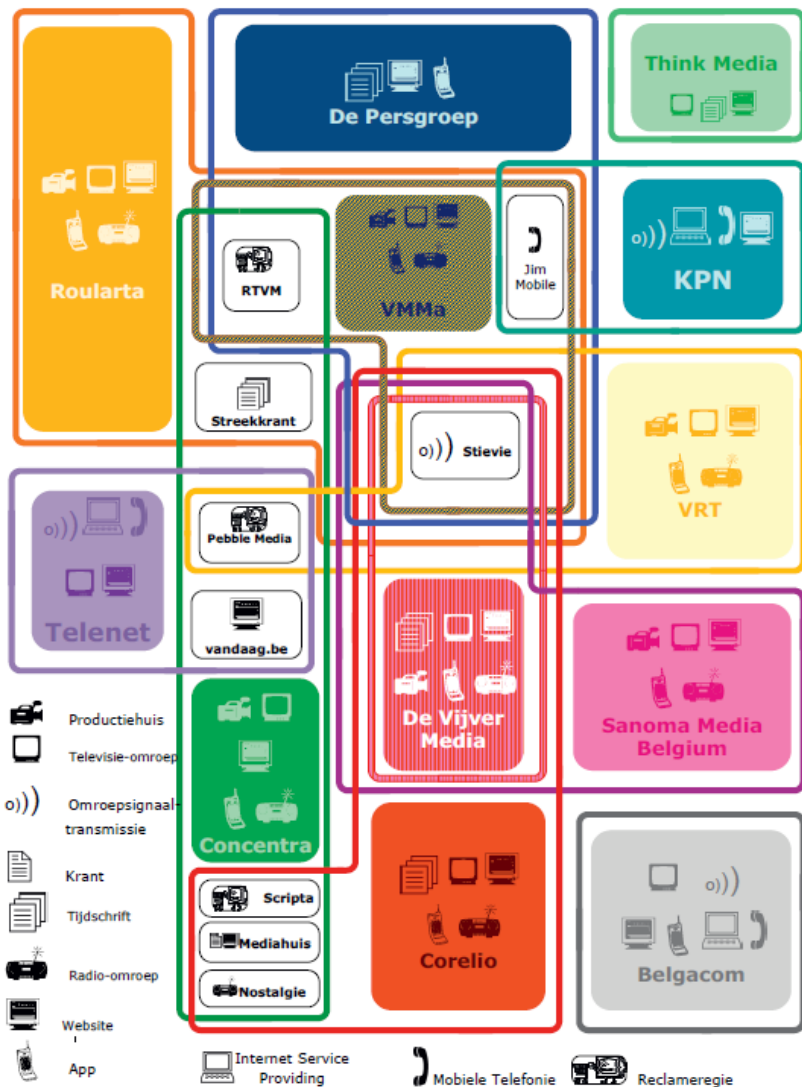 De Persgroep
Think Media
Roularta
RTVM
VMMa
Jim
Mobile
o)))
KPN
Streekkrant
o))) Stievie
VRT
o)))
Telenet
Pebble Media
vandaag.be
De Vijver
Media
Sanoma Media
Belgium
Productiehuis
Televisie-omroep
o))) Omroepsignaal-
transmissie
Krant
Tijdschrift
Radio-omroep
Website
App
Concentra
Scripta
Mediahuis
Nostalgie
Corelio
o)))
Belgacom
Internet Service
Providing
Mobiele Telefonie
Reclameregie